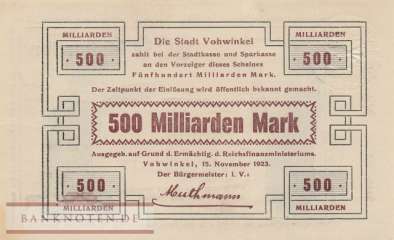 MILLIARDEN
500
MILLIARDEN
500
Die Stadt Vohwinkel
zahlt bei der Stadtkasse und Sparkasse
an den Vorzeiger dieses Scheines
Fünfhundert Milliarden Mark.
Der Zeitpunkt der Einlösung wird öffentlich bekannt gemacht.
500 Milliarden Mark
Ausgegeb. auf Grund d. Ermächtig. d. Reichsfinanzministeriums.
Vohwinkel, 15. November 1923.
Der Bürgermeister: i. V.:
Muthmann
500
MILLIARDEN
500
MILLIARDEN
BANKNOTEN.DE